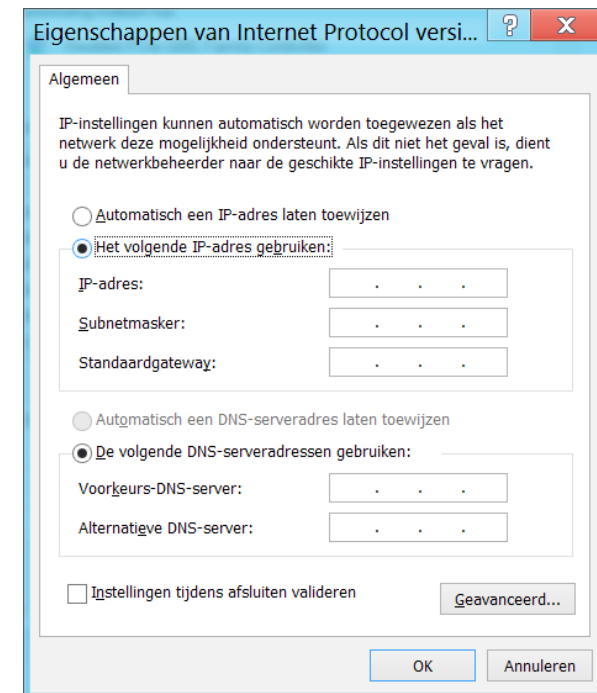 Eigenschappen van Internet Protocol versi...
?
X
Algemeen
IP-instellingen kunnen automatisch worden toegewezen als het
netwerk deze mogelijkheid ondersteunt. Als dit niet het geval is, dient
u de netwerkbeheerder naar de geschikte IP-instellingen te vragen.
Automatisch een IP-adres laten toewijzen
Het volgende IP-adres gebruiken:
IP-adres: . . .
Subnetmasker: . . .
Standaardgateway: . . .
Automatisch een DNS-serveradres laten toewijzen
De volgende DNS-serveradressen gebruiken:
Voorkeurs-DNS-server: . . .
Alternatieve DNS-server: . . .
Instellingen tijdens afsluiten valideren
Geavanceerd...
OK
Annuleren